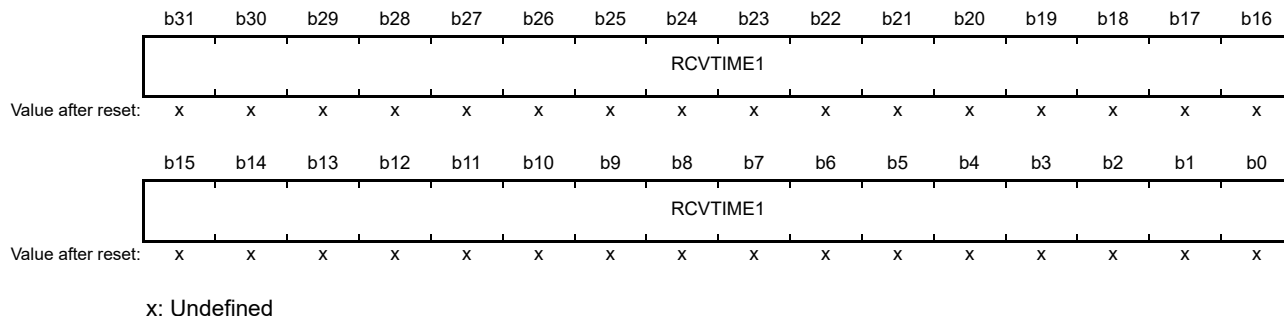 b31 b30 b29 b28 b27 b26 b25 b24 b23 b22 b21 b20 b19 b18 b17 b16
RCVTIME1
Value after reset: x x x x x x x x x x x x x x x x
b15 b14 b13 b12 b11 b10 b9 b8 b7 b6 b5 b4 b3 b2 b1 b0
RCVTIME1
Value after reset: x x x x x x x x x x x x x x x x
x: Undefined